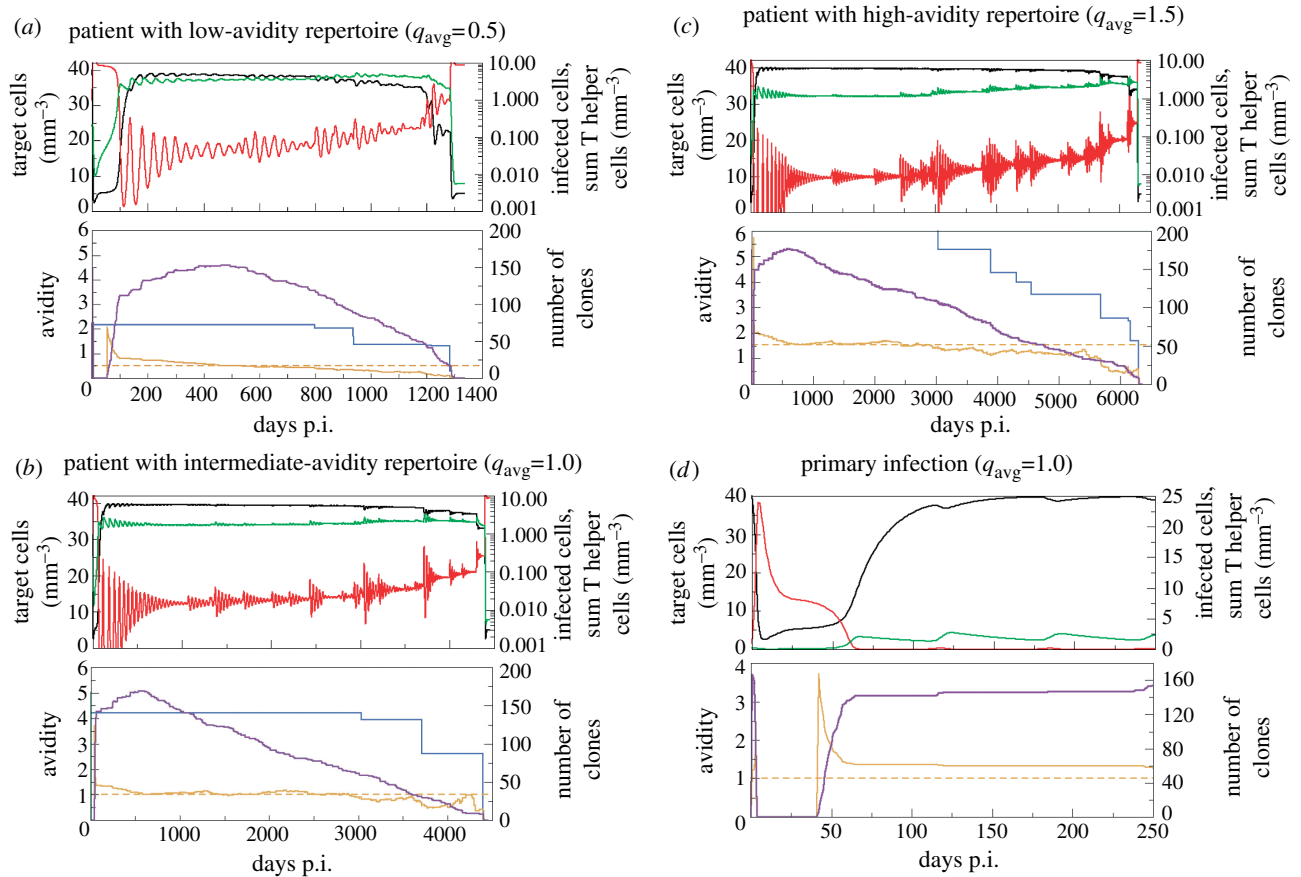 (a) patient with low-avidity repertoire (qavg=0.5)
40
30
20
10
0
target cells
(mm−3)
10.00
1.000
0.100
0.010
0.001
infected cells,
sum T helper
cells (mm−3)
6
5
4
3
2
1
avidity
200
150
100
75
50
25
0
number of
clones
0 200 400 600 800 1000 1200 1400
days p.i.
(c) patient with high-avidity repertoire (qavg=1.5)
40
30
20
10
0
target cells
(mm−3)
10.00
1.000
0.100
0.010
0.001
infected cells,
sum T helper
cells (mm−3)
6
5
4
3
2
1
0
avidity
200
150
100
50
0
number of
clones
0 1000 2000 3000 4000 5000 6000
days p.i.
(b) patient with intermediate-avidity repertoire (qavg=1.0)
40
30
20
10
0
target cells
(mm−3)
10.00
1.000
0.100
0.010
0.001
infected cells,
sum T helper
cells (mm−3)
6
5
4
3
2
1
0
avidity
200
150
100
50
0
number of
clones
0 1000 2000 3000 4000
days p.i.
(d) primary infection (qavg=1.0)
40
30
20
10
0
target cells
(mm−3)
25
20
15
10
5
0
infected cells,
sum T helper
cells (mm−3)
4
3
2
1
0
avidity
160
120
80
40
0
number of
clones
0 50 100 150 200 250
days p.i.